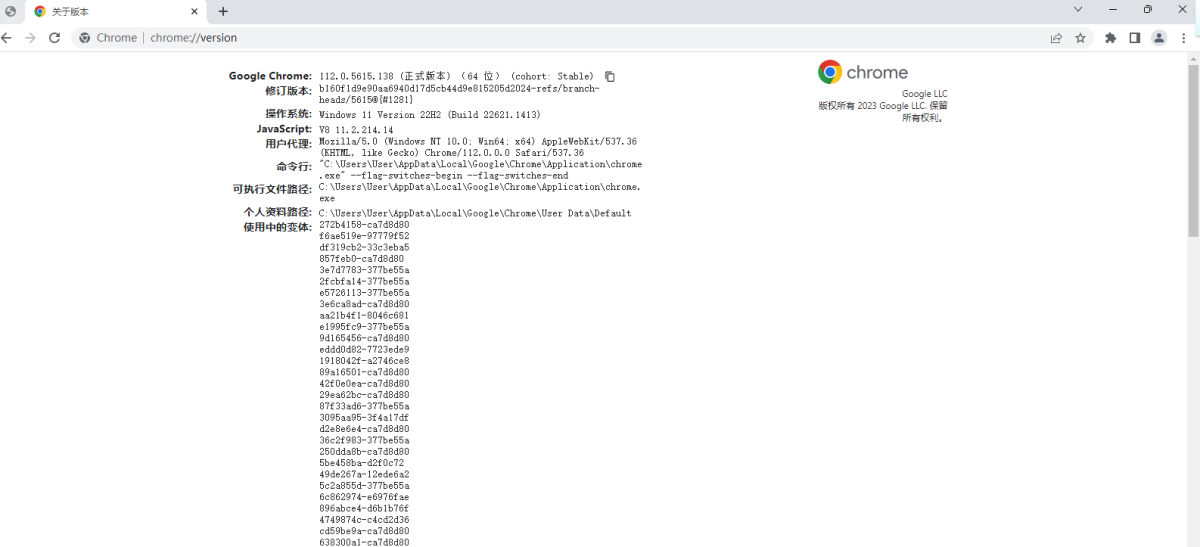 关于版本
Chrome | chrome://version
Google Chrome: 112.0.5615.138 (正式版本) (64 位) (cohort: Stable)
修订版本: b160f1d9e90aa6940d17d5cb44d9e815205d2024-refs/branch-
heads/5615@{#1281}
操作系统: Windows 11 Version 22H2 (Build 22621.1413)
JavaScript: V8 11.2.214.14
用户代理: Mozilla/5.0 (Windows NT 10.0; Win64; x64) AppleWebKit/537.36
(KHTML, like Gecko) Chrome/112.0.0.0 Safari/537.36
命令行: "C:\Users\User\AppData\Local\Google\Chrome\Application\chrome
.exe" --flag-switches-begin --flag-switches-end
可执行文件路径: C:\Users\User\AppData\Local\Google\Chrome\Application\chrome.
exe
个人资料路径: C:\Users\User\AppData\Local\Google\Chrome\User Data\Default
使用中的变体: 272b4158-ca7d8d80
f6ae519e-97779f52
df319cb2-33c3eba5
857feb0-ca7d8d80
3e7d7783-377be55a
2fcbfa14-377be55a
e5726113-377be55a
3e6ca8ad-ca7d8d80
aa21b4f1-8046c681
e1995fc9-377be55a
9d165456-ca7d8d80
eddd0d82-7723ede9
1918042f-a2746ce8
89a16501-ca7d8d80
42f0e0ea-ca7d8d80
29ea62bc-ca7d8d80
87f33ad6-377be55a
3095aa95-3f4a17df
d2e8e6e4-ca7d8d80
36c2f983-377be55a
250dda8b-ca7d8d80
5be458ba-d2f0c72
49de267a-12ede6a2
5c2a855d-377be55a
6c862974-e6976fae
896abce4-d6b1b76f
4749874c-c4cd2d36
cd59be9a-ca7d8d80
638300a1-ca7d8d80
chrome
Google LLC
版权所有 2023 Google LLC. 保留
所有权利。